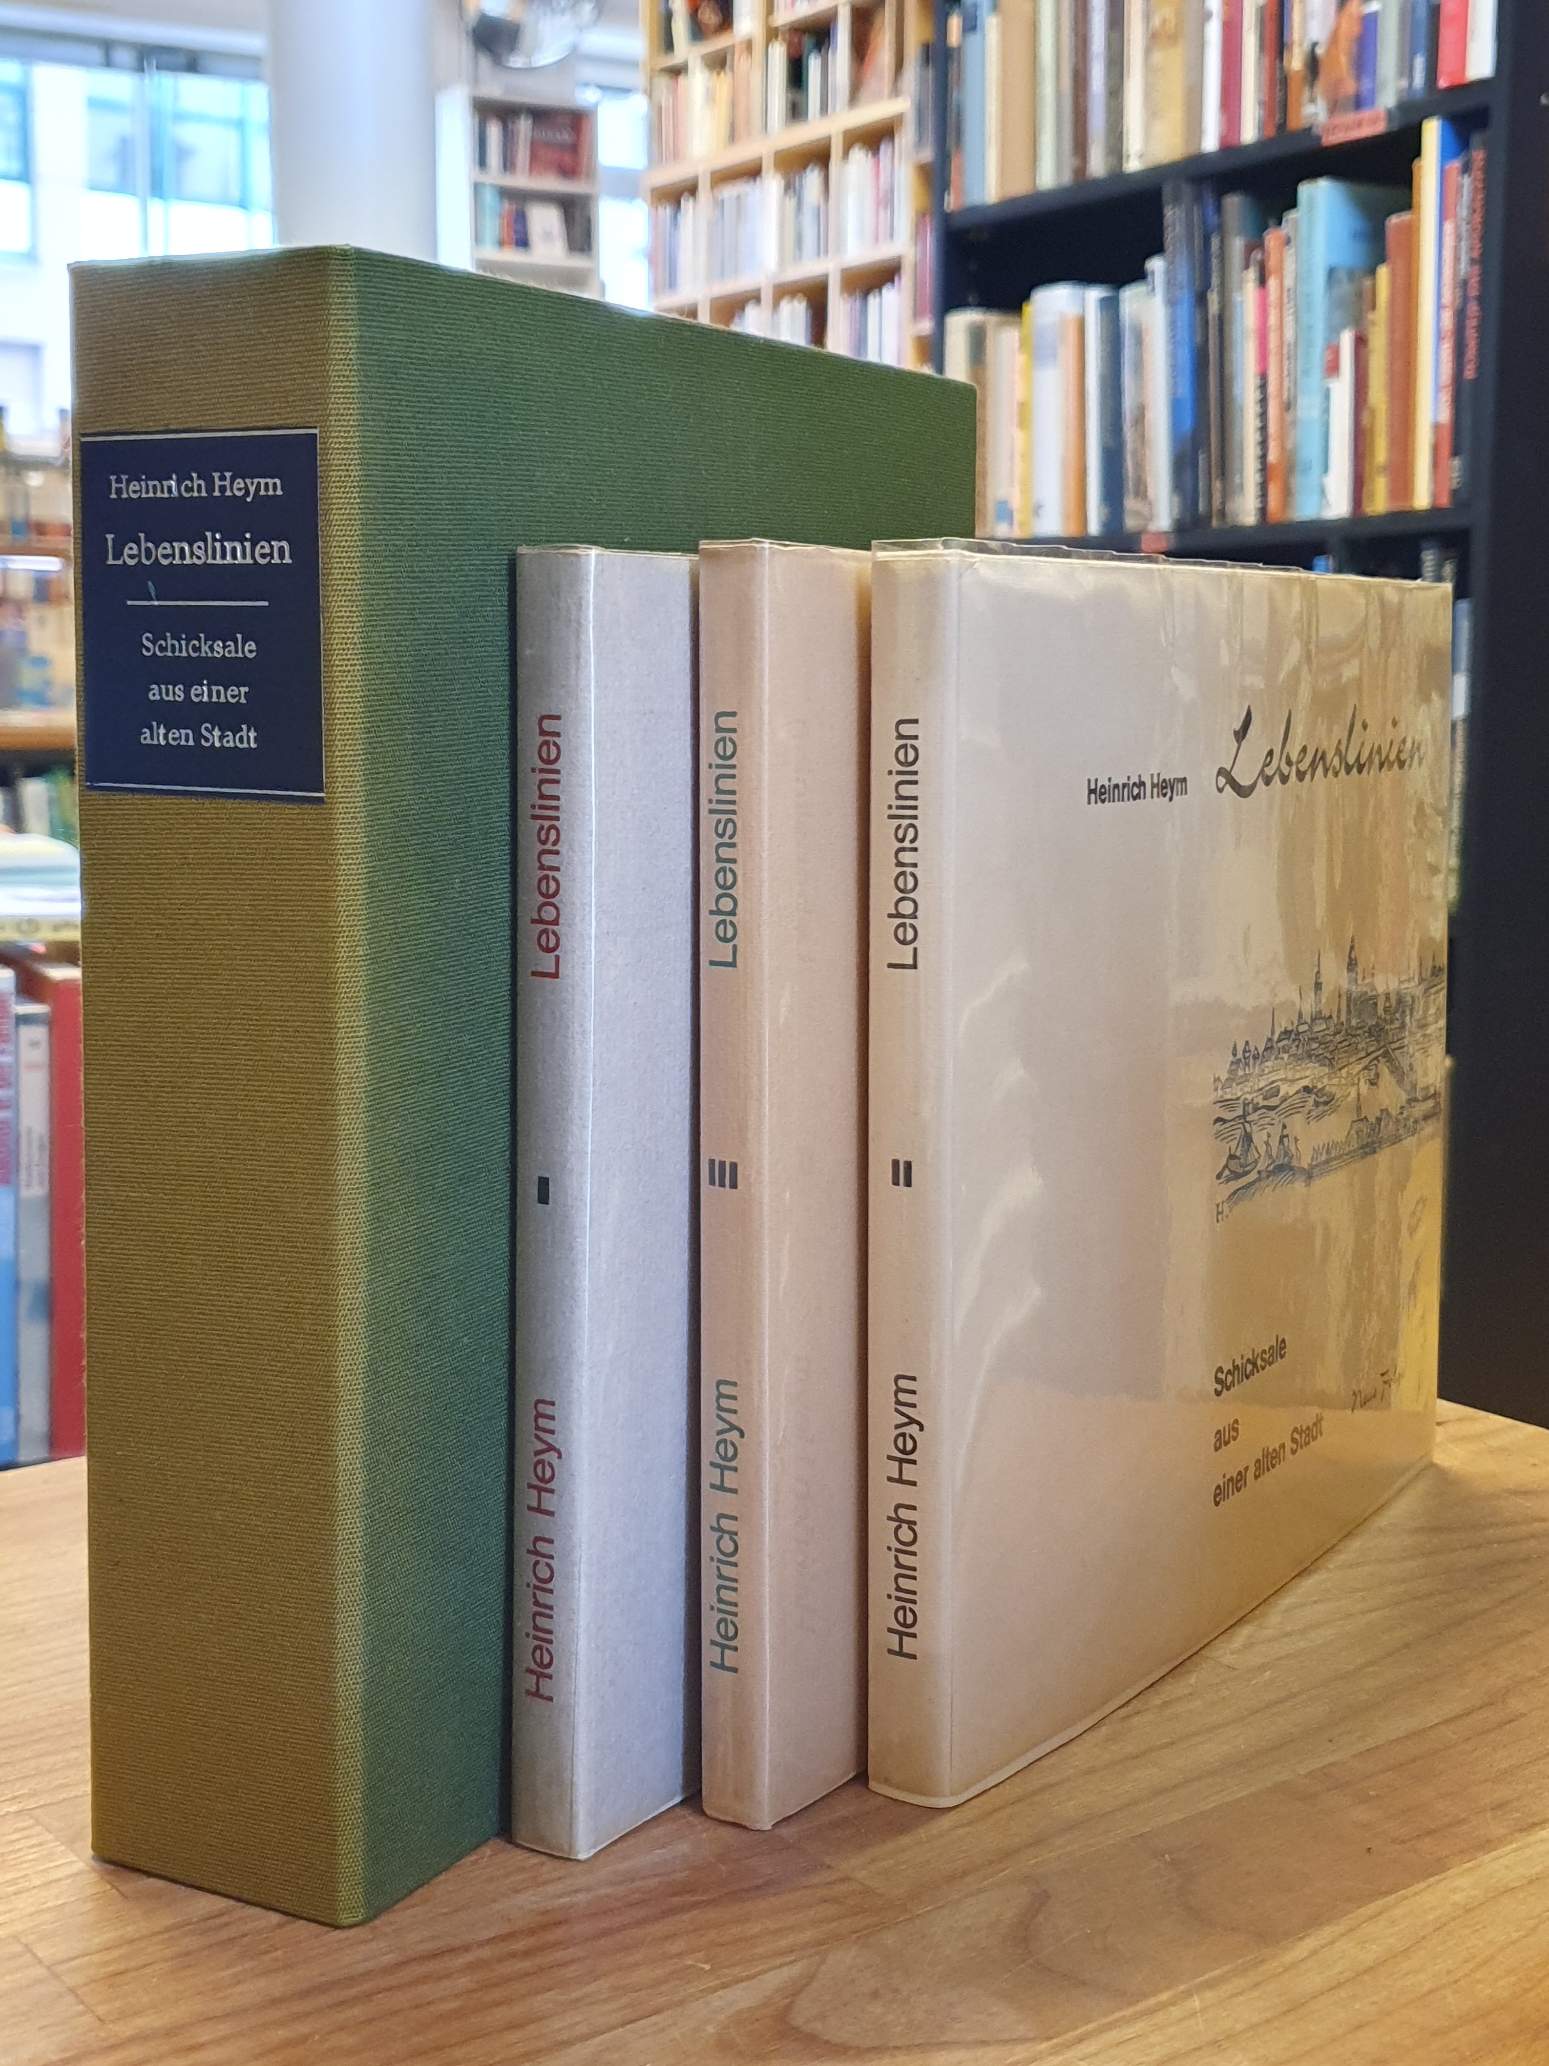 Heinrich Heym
Lebenslinien
Schicksale
aus einer
alten Stadt
Heinrich Heym I Lebenslinien
Heinrich Heym III Lebenslinien
Heinrich Heym II Lebenslinien
Heinrich Heym Lebenslinien
H.
Schicksale
aus
einer alten Stadt